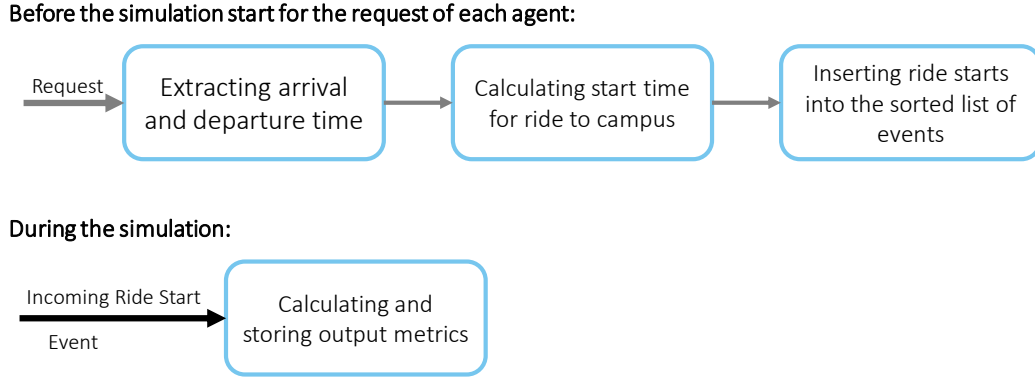 Before the simulation start for the request of each agent:
Request
Extracting arrival
and departure time
Calculating start time
for ride to campus
Inserting ride starts
into the sorted list of
events
During the simulation:
Incoming Ride Start
Event
Calculating and
storing output metrics